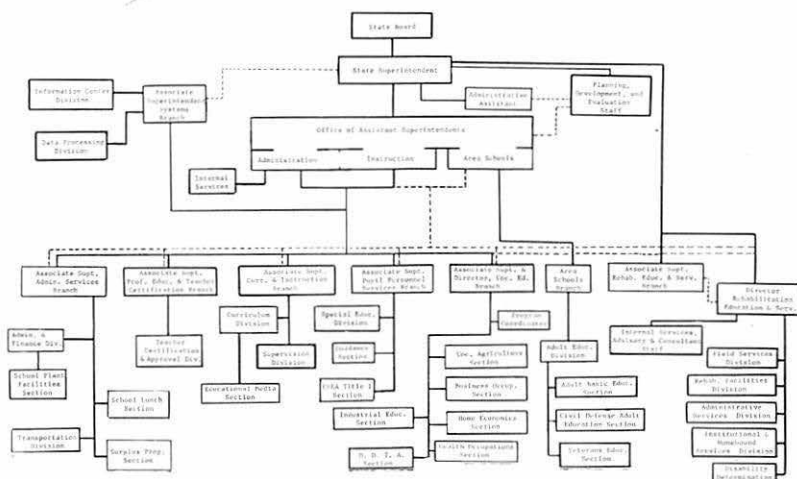 State Board
State Superintendent
Information Center
Division
Associate
Superintendent
Systems
Branch
Administrative
Assistant
Planning,
Development, and
Evaluation
Staff
Data Processing
Division
Office of Assistant Superintendents
Administration
Instruction
Area Schools
Internal
Services
Associate Supt.
Admin. Services
Branch
Associate Supt.
Prof. Educ. & Teacher
Certification Branch
Associate Supt.
Curr. & Instruction
Branch
Associate Supt.
Pupil Personnel
Services Branch
Associate Supt. &
Director, Voc. Ed.
Branch
Area
Schools
Branch
Associate Supt.
Rehab. Educ. & Serv.
Branch
Director
Rehabilitation
Education & Serv.
Admin. &
Finance Div.
School Plant
Facilities
Section
School Lunch
Section
Transportation
Division
Surplus Prop.
Section
Teacher
Certification
& Approval Div.
Curriculum
Division
Supervision
Division
Educational Media
Section
Special Educ.
Division
Guidance
Section
ESEA Title I
Section
Program
Coordinator
Voc. Agriculture
Section
Business Occup.
Section
Industrial Educ.
Section
Home Economics
Section
M. D. T. A.
Section
Health Occupations
Section
Adult Educ.
Division
Adult Basic Educ.
Section
Civil Defense Adult
Education Section
Veterans Educ.
Section
Internal Services,
Advisory & Consultant
Staff
Field Services
Division
Rehab. Facilities
Division
Administrative
Services Division
Institutional &
Homebound
Services Division
Disability
Determination